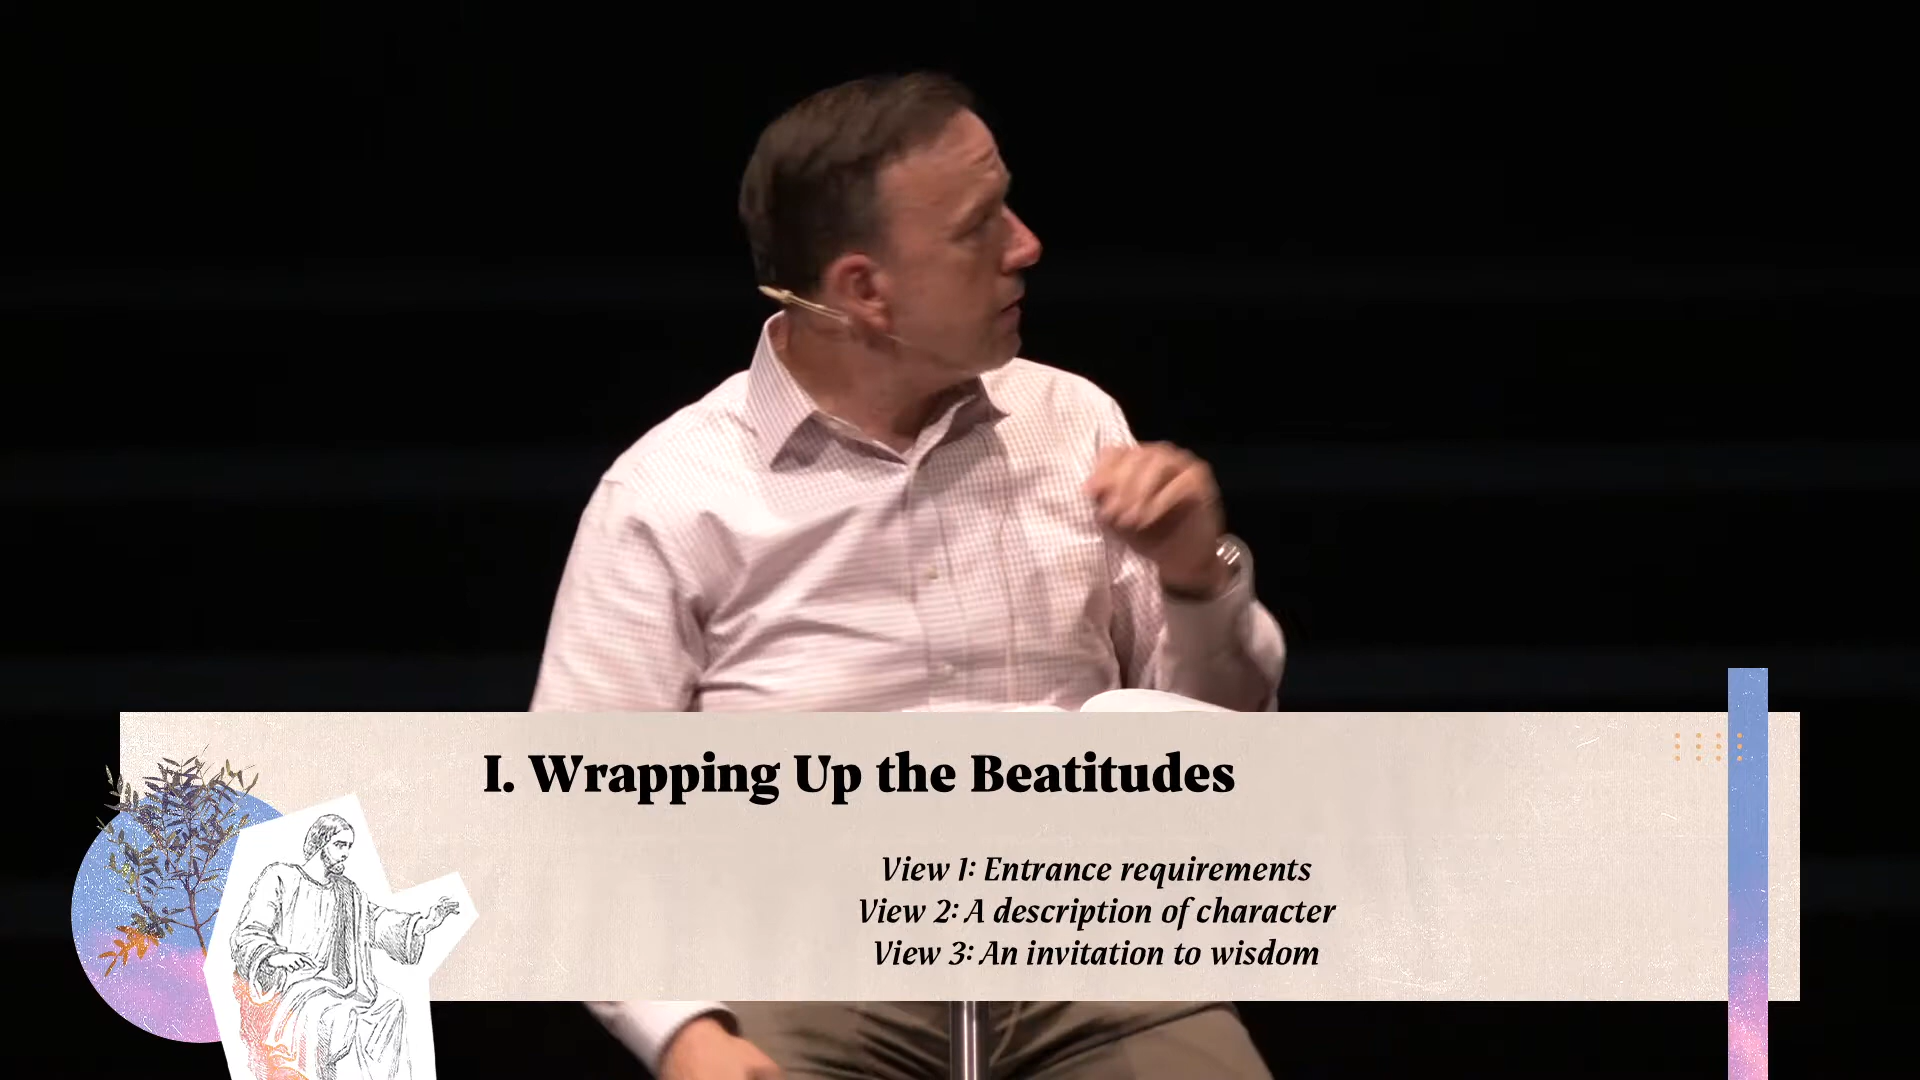 I. Wrapping Up the Beatitudes
View 1: Entrance requirements
View 2: A description of character
View 3: An invitation to wisdom